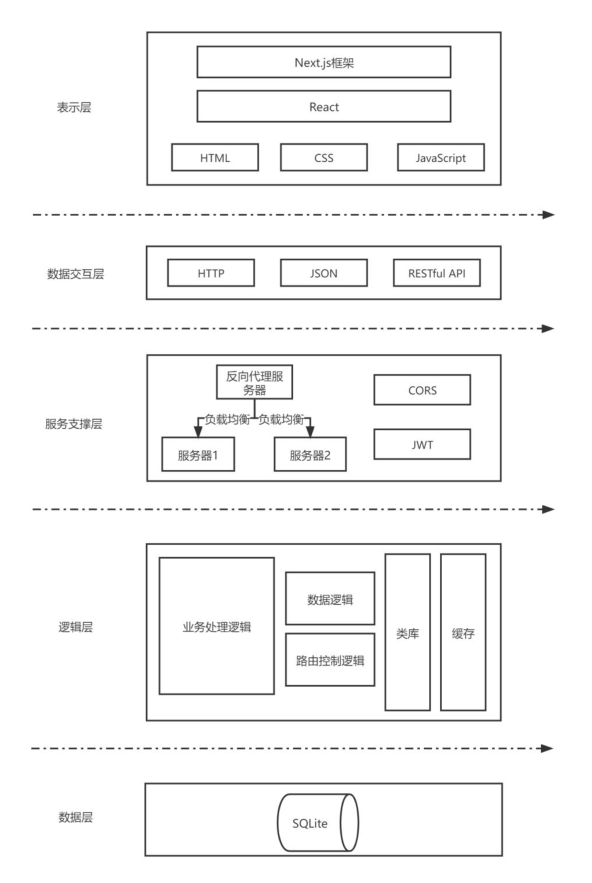 Next.js框架
表示层
React
HTML
CSS
JavaScript
数据交互层
HTTP
JSON
RESTful API
反向代理服
务器
CORS
服务支撑层
负载均衡
负载均衡
服务器1
服务器2
JWT
逻辑层
业务处理逻辑
数据逻辑
路由控制逻辑
类库
缓存
数据层
SQLite